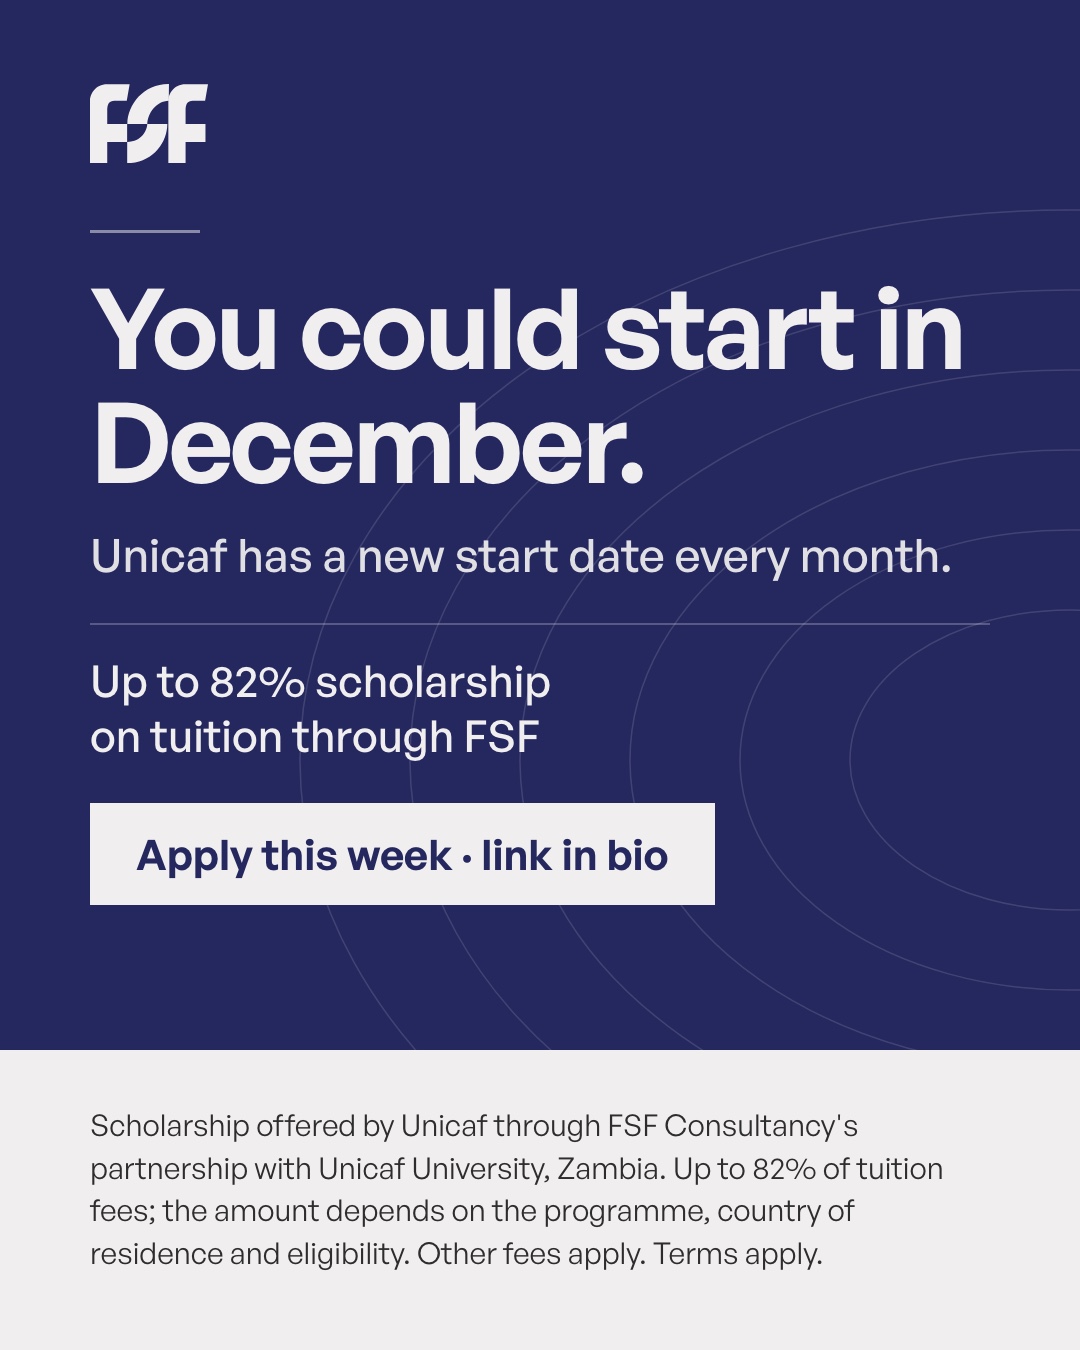 FSF
You could start in
December.
Unicaf has a new start date every month.
Up to 82% scholarship
on tuition through FSF
Apply this week · link in bio
Scholarship offered by Unicaf through FSF Consultancy's
partnership with Unicaf University, Zambia. Up to 82% of tuition
fees; the amount depends on the programme, country of
residence and eligibility. Other fees apply. Terms apply.